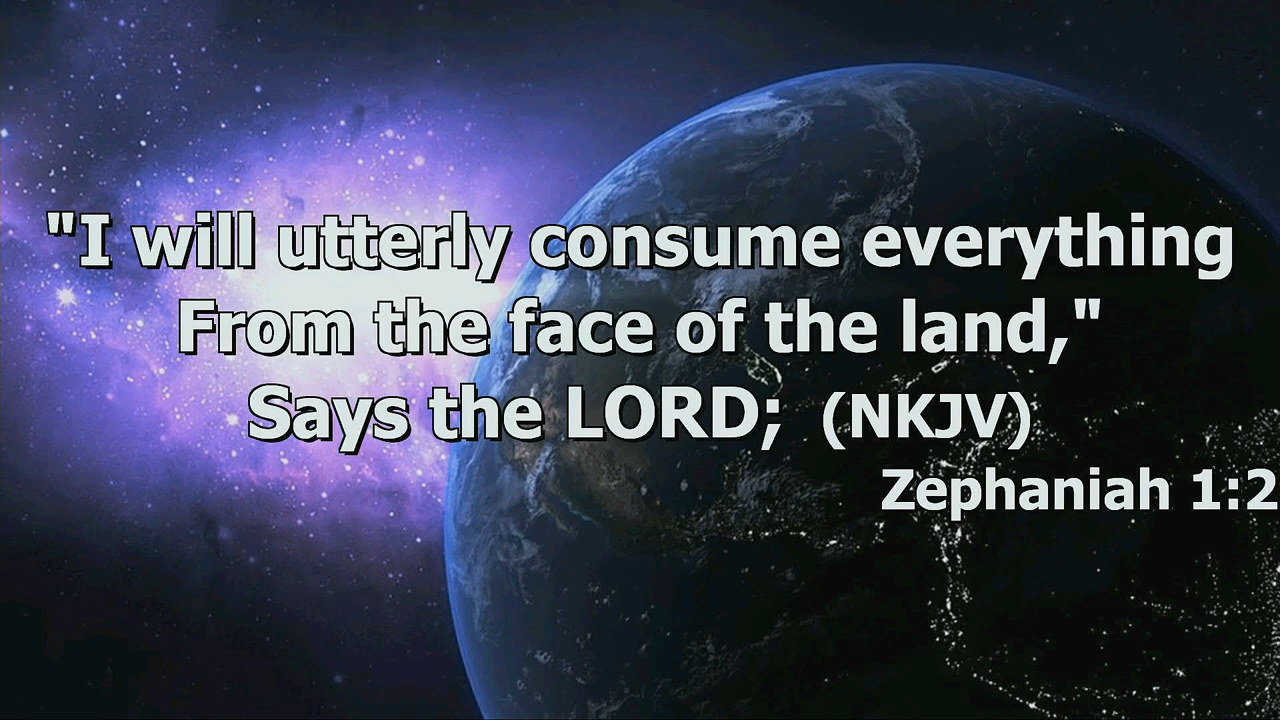 "I will utterly consume everything
From the face of the land,"
Says the LORD; (NKJV)
Zephaniah 1:2